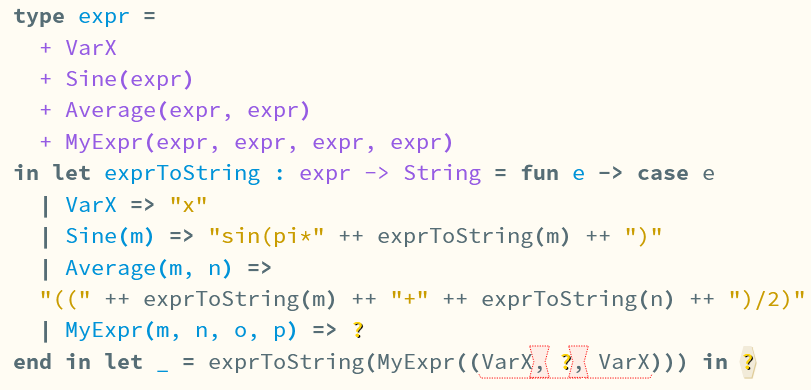 type expr =
+ VarX
+ Sine(expr)
+ Average(expr, expr)
+ MyExpr(expr, expr, expr, expr)
in let exprToString : expr -> String = fun e -> case e
| VarX => "x"
| Sine(m) => "sin(pi*" ++ exprToString(m) ++ ")"
| Average(m, n) =>
"((" ++ exprToString(m) ++ "+" ++ exprToString(n) ++ ")/2)"
| MyExpr(m, n, o, p) => ?
end in let _ = exprToString(MyExpr((VarX, ?, VarX))) in ?